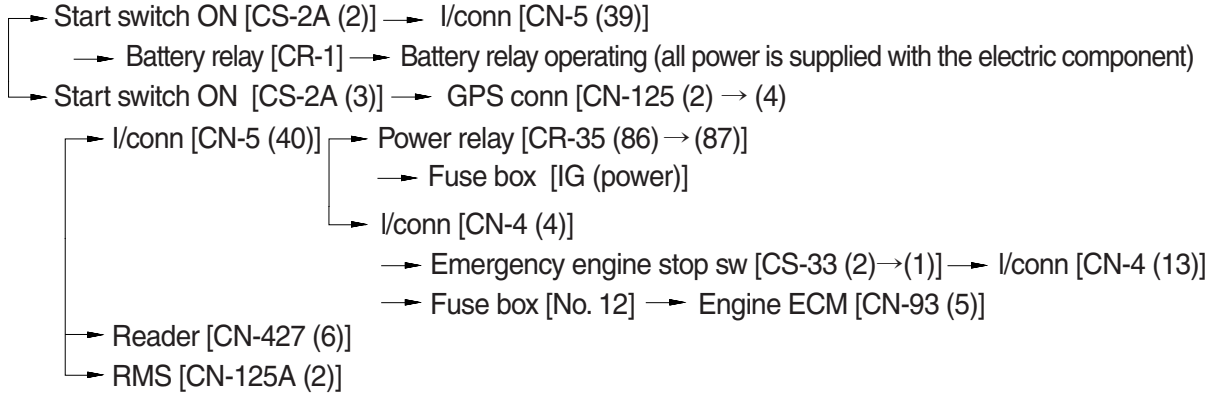 Start switch ON [CS-2A (2)] → I/conn [CN-5 (39)]
→ Battery relay [CR-1] → Battery relay operating (all power is supplied with the electric component)
Start switch ON [CS-2A (3)] → GPS conn [CN-125 (2) → (4)
I/conn [CN-5 (40)] → Power relay [CR-35 (86)→(87)]
→ Fuse box [IG (power)]
I/conn [CN-4 (4)]
→ Emergency engine stop sw [CS-33 (2)→(1)] → I/conn [CN-4 (13)]
→ Fuse box [No. 12] → Engine ECM [CN-93 (5)]
Reader [CN-427 (6)]
RMS [CN-125A (2)]